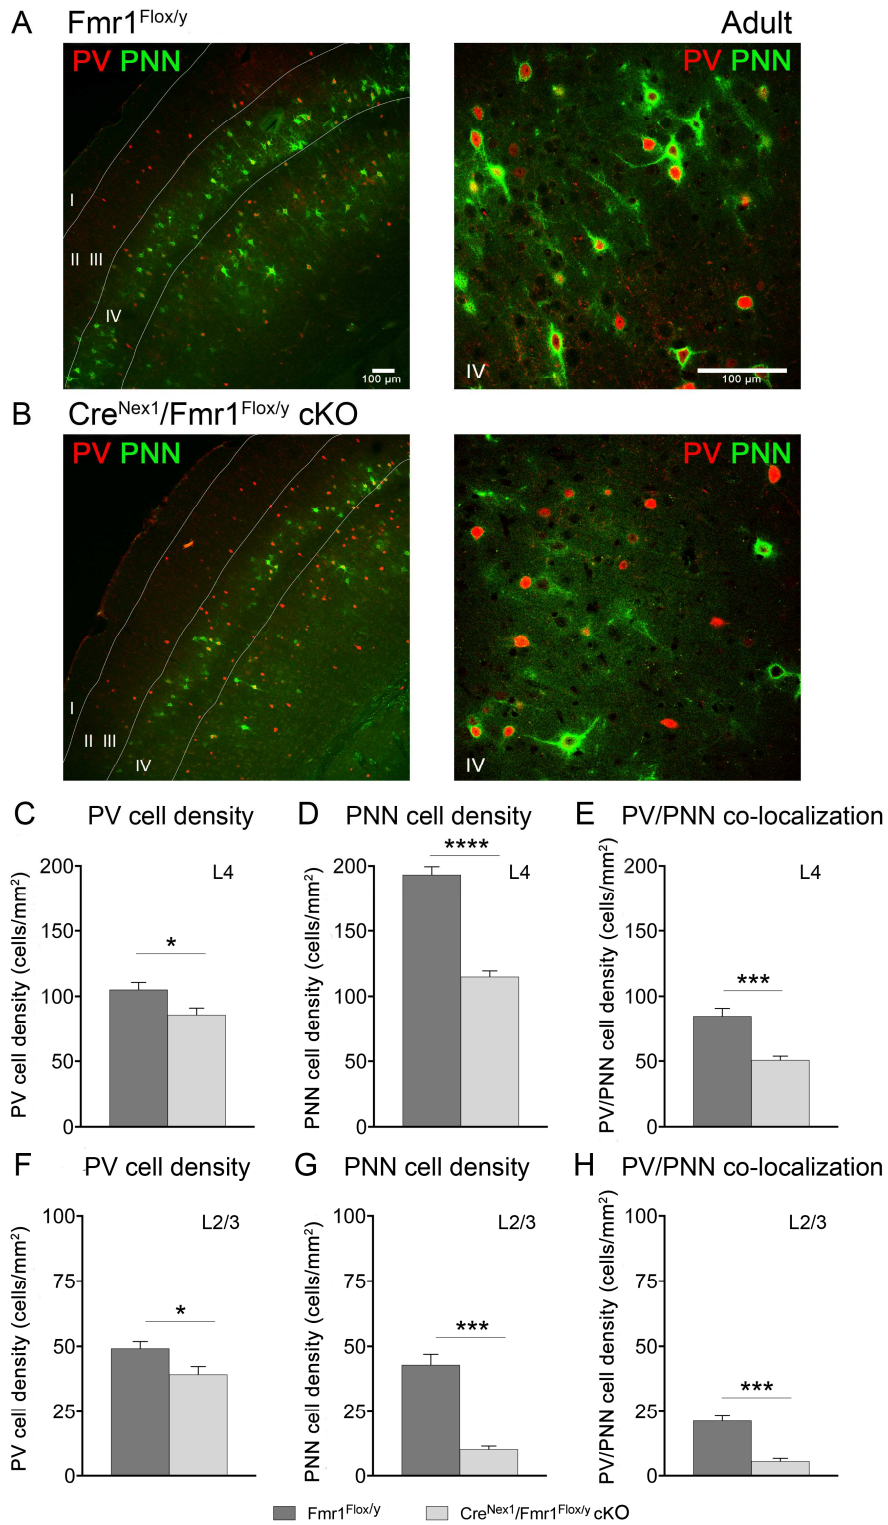 A Fmr1Flox/y Adult
PV PNN PV PNN
I
II III
IV
100 µm
IV
100 µm
B CreNex1/Fmr1Flox/y cKO
PV PNN PV PNN
I
II III
IV
IV
C PV cell density D PNN cell density E PV/PNN co-localization
PV cell density (cells/mm2)
200
150
100
50
0
L4
*
PNN cell density (cells/mm2)
200
150
100
50
0
L4
****
PV/PNN cell density (cells/mm2)
200
150
100
50
0
L4
***
F PV cell density G PNN cell density H PV/PNN co-localization
PV cell density (cells/mm2)
100
75
50
25
0
L2/3
*
PNN cell density (cells/mm2)
100
75
50
25
0
L2/3
***
PV/PNN cell density (cells/mm2)
100
75
50
25
0
L2/3
***
Fmr1Flox/y CreNex1/Fmr1Flox/y cKO